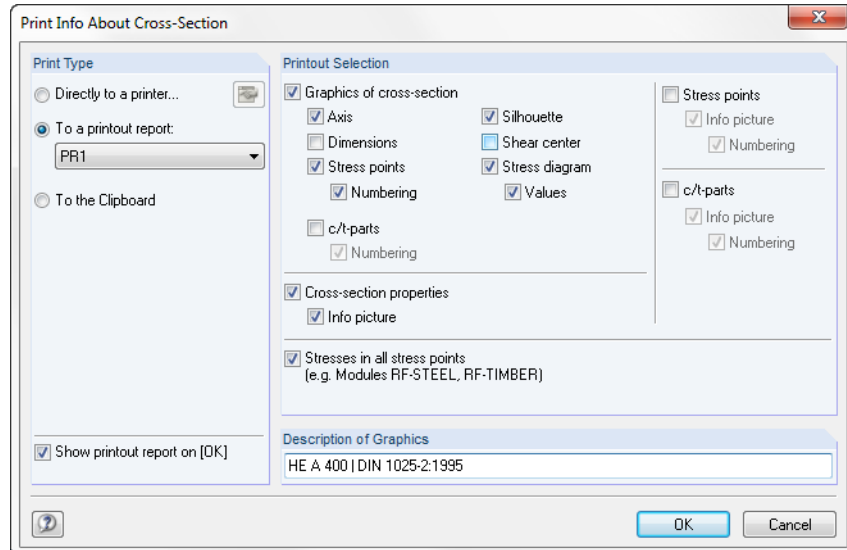 Print Info About Cross-Section
Print Type
Directly to a printer...
To a printout report:
PR1
To the Clipboard
Show printout report on [OK]
Printout Selection
Graphics of cross-section
Axis
Silhouette
Dimensions
Shear center
Stress points
Stress diagram
Numbering
Values
c/t-parts
Numbering
Cross-section properties
Info picture
Stresses in all stress points
(e.g. Modules RF-STEEL, RF-TIMBER)
Stress points
Info picture
Numbering
c/t-parts
Info picture
Numbering
Description of Graphics
HE A 400 | DIN 1025-2:1995
OK
Cancel